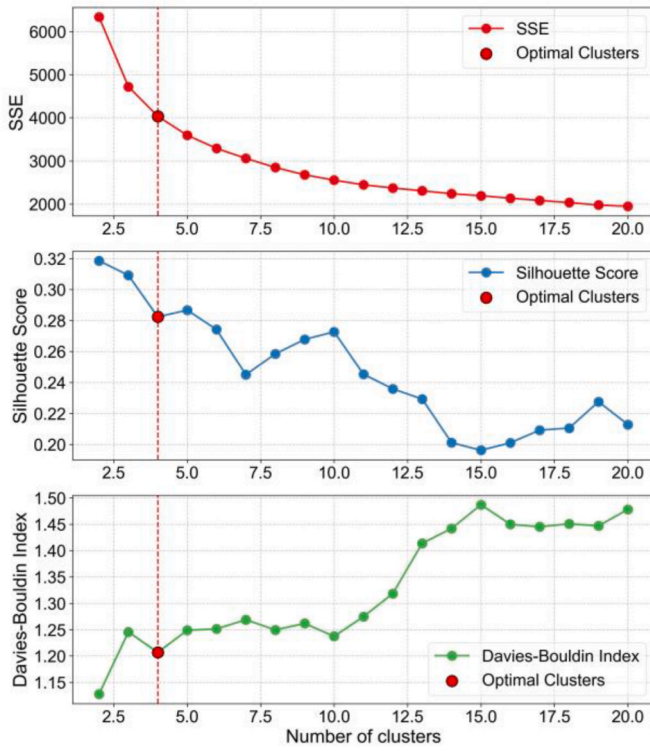 SSE
6000
5000
4000
3000
2000
SSE
Optimal Clusters
2.5 5.0 7.5 10.0 12.5 15.0 17.5 20.0
Silhouette Score
0.32
0.30
0.28
0.26
0.24
0.22
0.20
Silhouette Score
Optimal Clusters
2.5 5.0 7.5 10.0 12.5 15.0 17.5 20.0
Davies-Bouldin Index
1.50
1.45
1.40
1.35
1.30
1.25
1.20
1.15
Davies-Bouldin Index
Optimal Clusters
2.5 5.0 7.5 10.0 12.5 15.0 17.5 20.0
Number of clusters